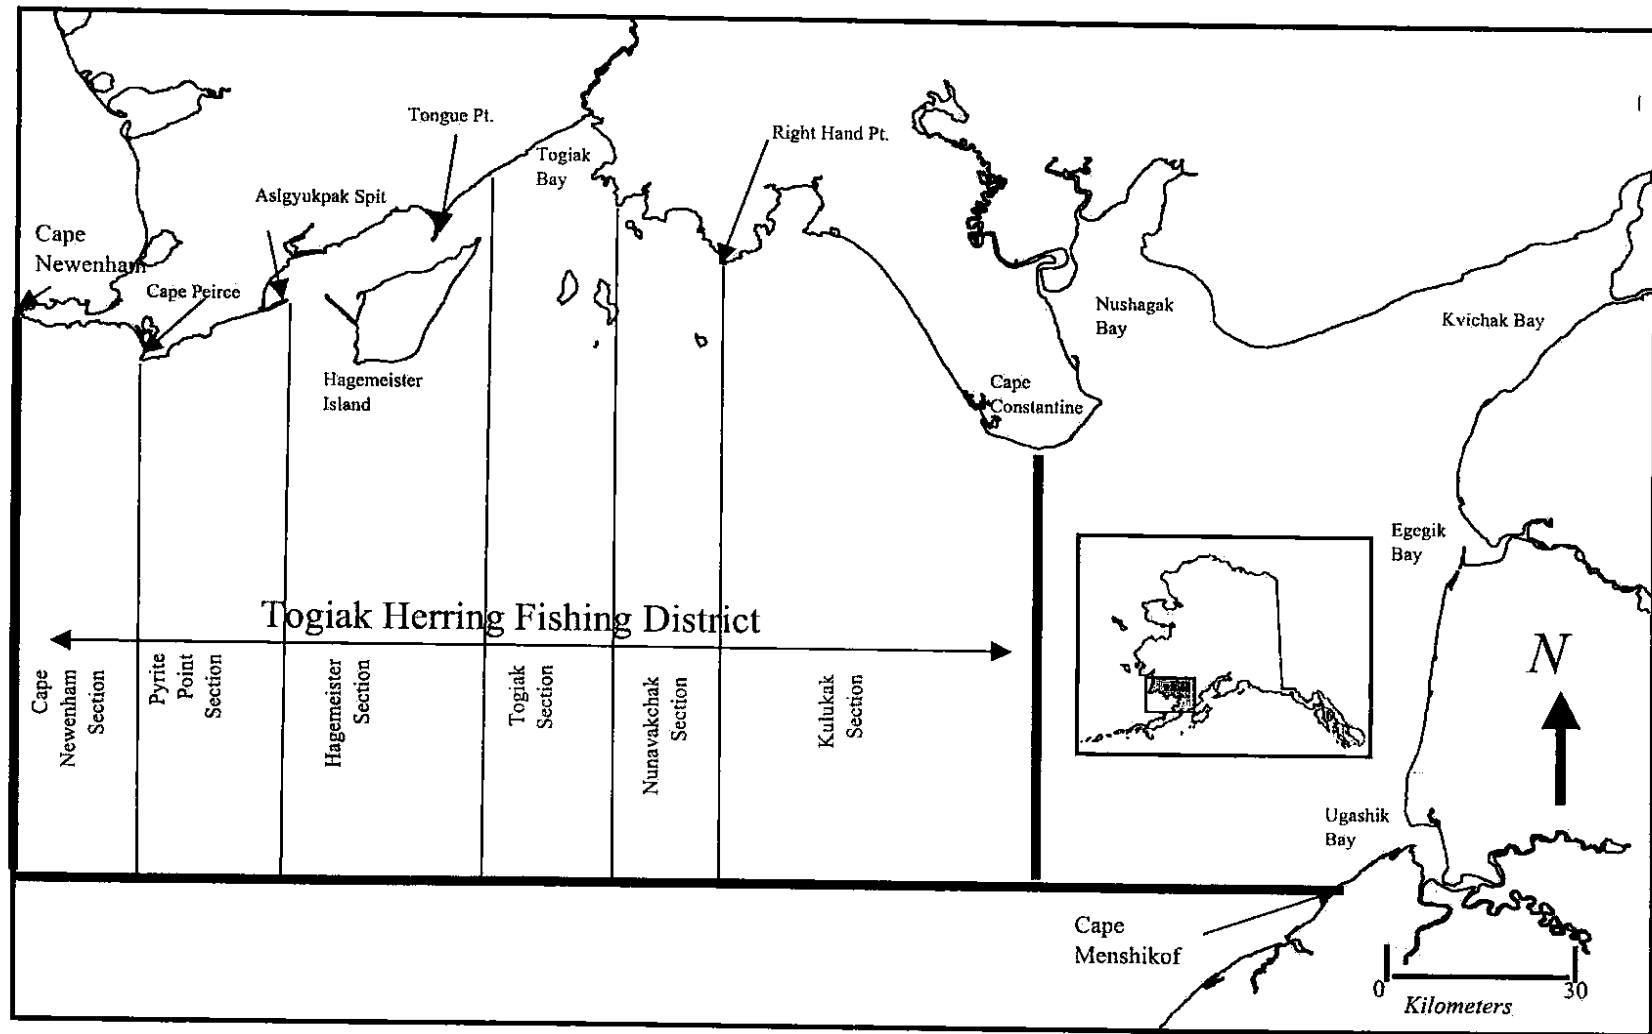 Tongue Pt.
Right Hand Pt.
Togiak
Bay
Asigyukpak Spit
Cape
Newenham
Cape Peirce
Nushagak
Bay
Kvichak Bay
Hagemeister
Island
Cape
Constantine
Egegik
Bay
Togiak Herring Fishing District
N
Cape
Newenham
Section
Pyrite
Point
Section
Hagemeister
Section
Togiak
Section
Nunavakchak
Section
Kulukak
Section
Ugashik
Bay
Cape
Menshikof
0
30
Kilometers